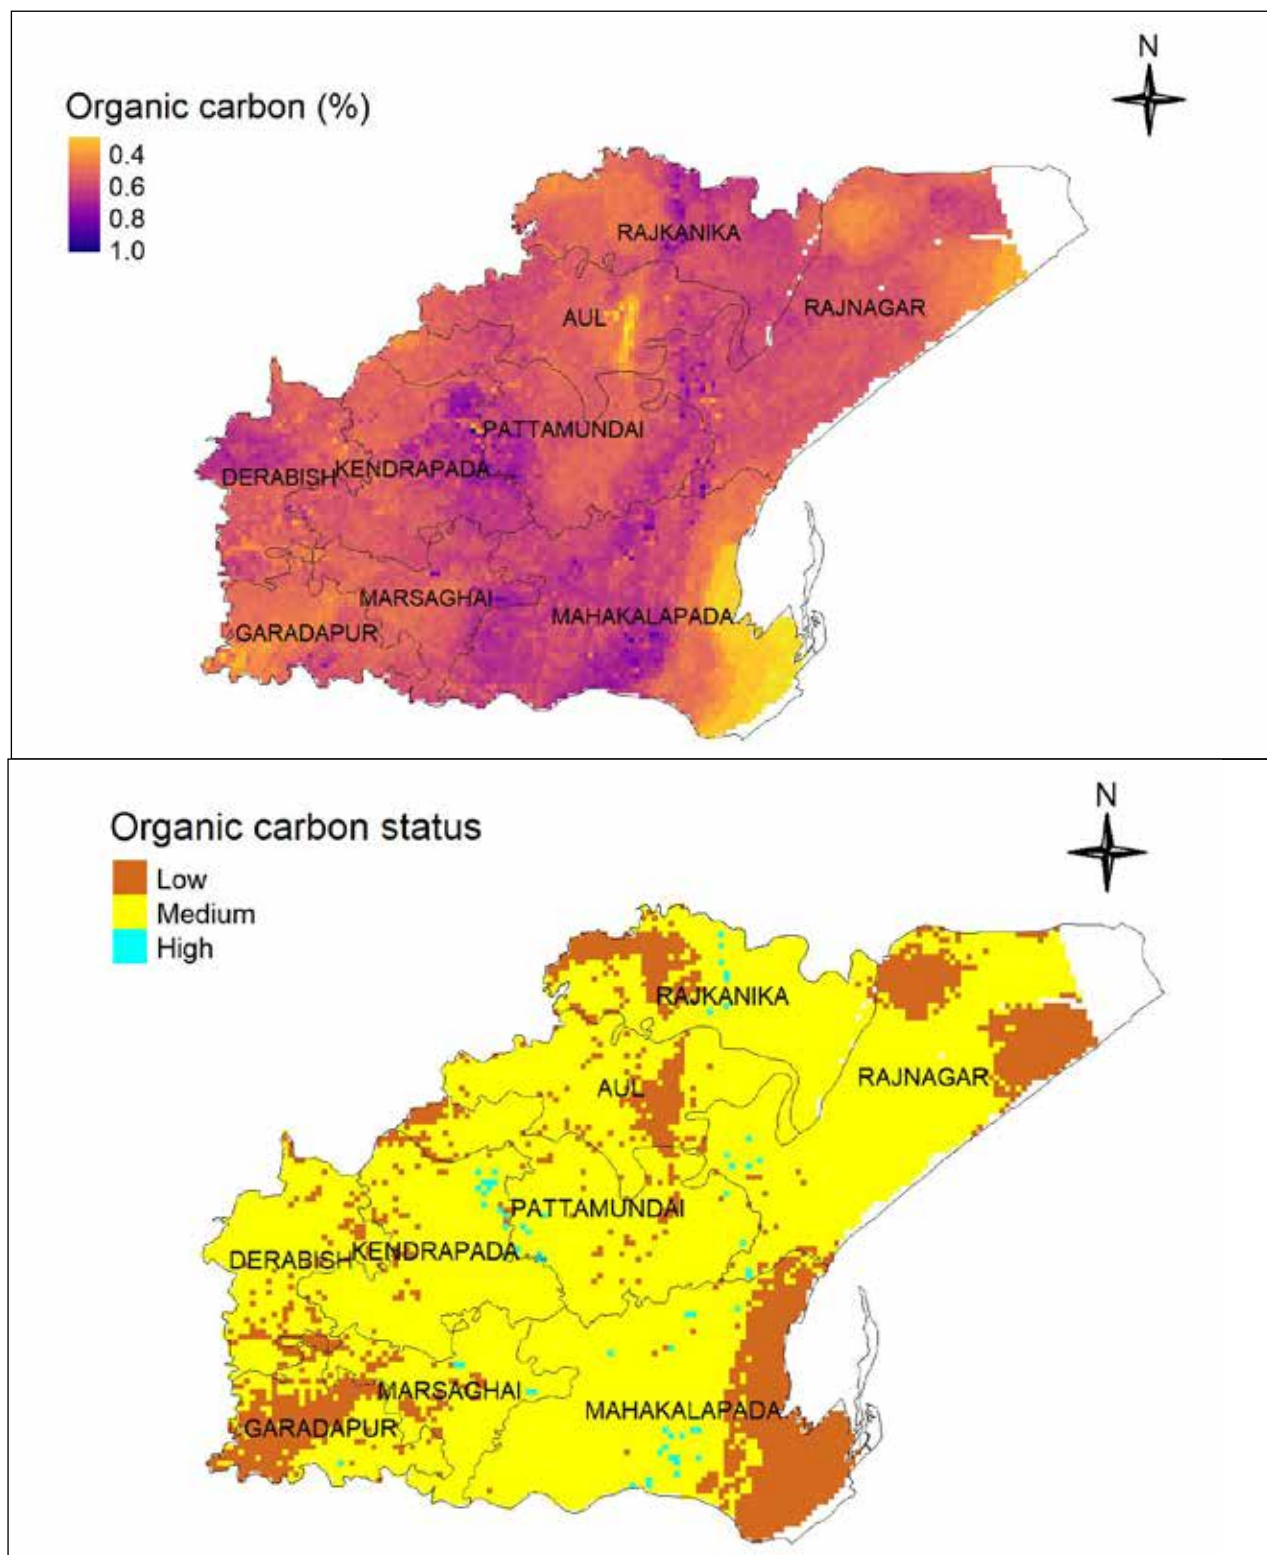 N
Organic carbon (%)
0.4
0.6
0.8
1.0
RAJKANIKA
RAJNAGAR
AUL
PATTAMUNDAI
KENDRAPADA
DERABISH
MARSAGHAI
MAHAKALAPADA
GARADAPUR
N
Organic carbon status
Low
Medium
High
RAJKANIKA
RAJNAGAR
AUL
PATTAMUNDAI
KENDRAPADA
DERABISH
MARSAGHAI
MAHAKALAPADA
GARADAPUR